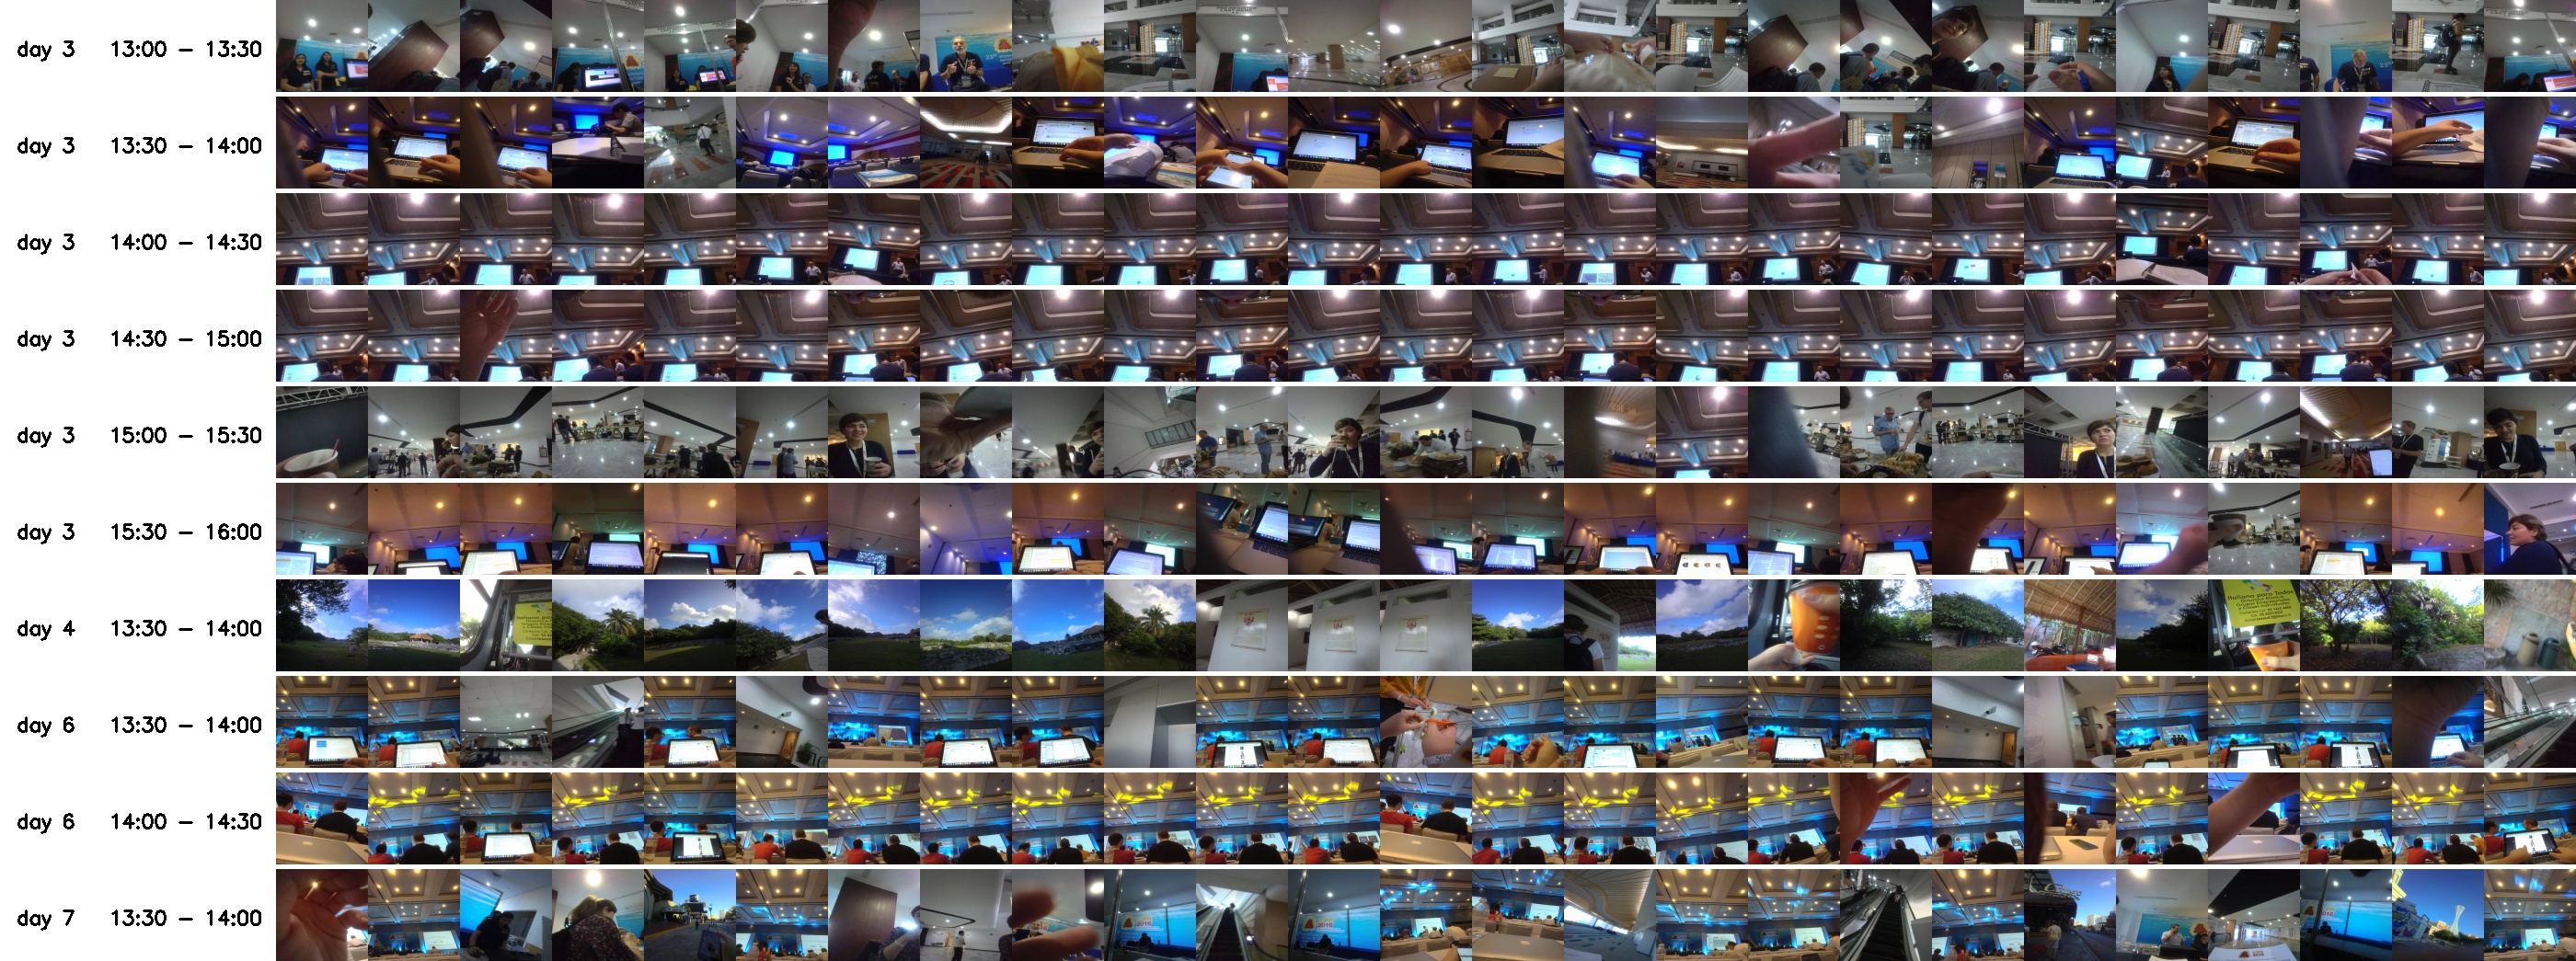 day 3 13:00 - 13:30
day 3 13:30 - 14:00
day 3 14:00 - 14:30
day 3 14:30 - 15:00
day 3 15:00 - 15:30
day 3 15:30 - 16:00
day 4 13:30 - 14:00
day 6 13:30 - 14:00
day 6 14:00 - 14:30
day 7 13:30 - 14:00